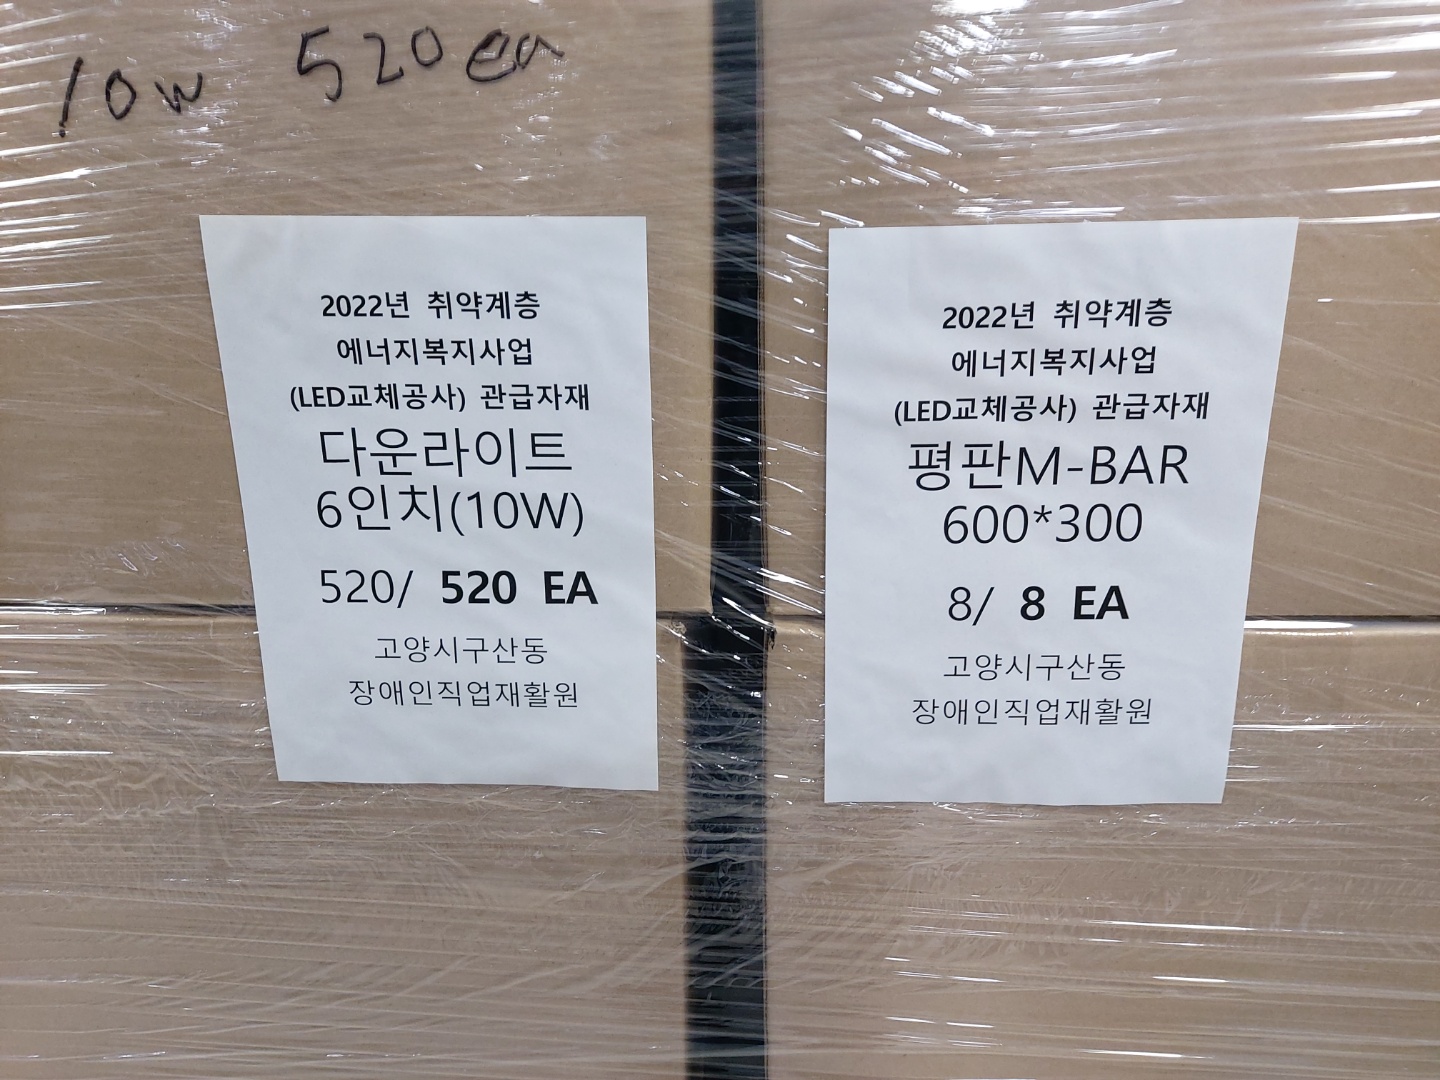 10w 520 ea
2022년 취약계층
에너지복지사업
(LED교체공사) 관급자재
다운라이트
6인치(10W)
520/ 520 EA
고양시구산동
장애인직업재활원
2022년 취약계층
에너지복지사업
(LED교체공사) 관급자재
평판M-BAR
600*300
8/ 8 EA
고양시구산동
장애인직업재활원